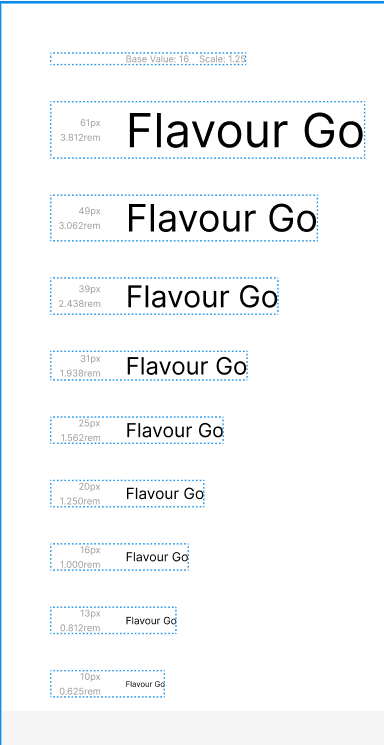 Base Value: 16 Scale: 1.25
61px
3.812rem
Flavour Go
49px
3.062rem
Flavour Go
39px
2.438rem
Flavour Go
31px
1.938rem
Flavour Go
25px
1.562rem
Flavour Go
20px
1.250rem
Flavour Go
16px
1.000rem
Flavour Go
13px
0.812rem
Flavour Go
10px
0.625rem
Flavour Go